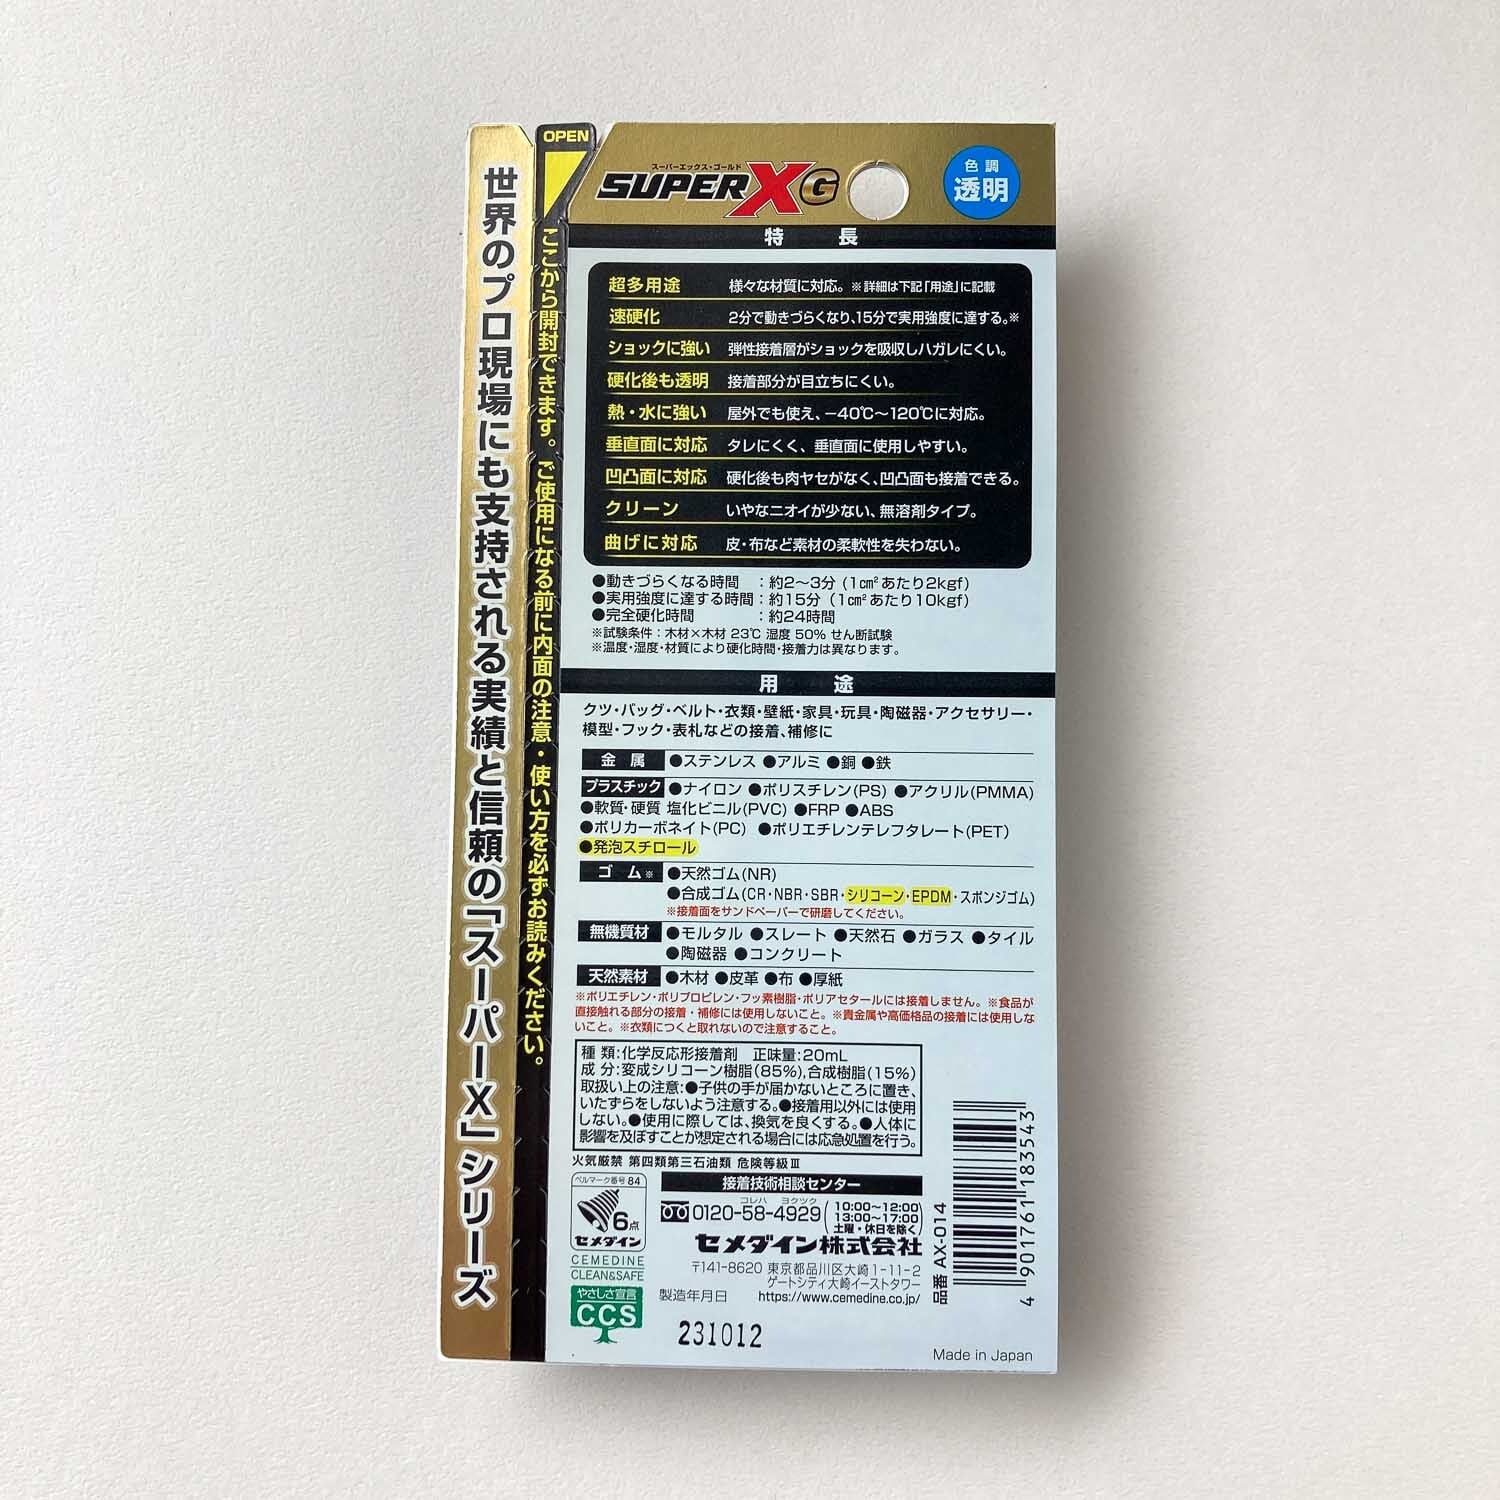 世界のプロ現場にも支持される実績と信頼の「スーパーX」シリーズ
OPEN
ここから開封できます。ご使用になる前に内面の注意・使い方を必ずお読みください。
スーパーエックス・ゴールド
SUPER X G
色調
透明
特長
超多用途 様々な材質に対応。※詳細は下記「用途」に記載
速硬化 2分で動きづらくなり、15分で実用強度に達する。※
ショックに強い 弾性接着層がショックを吸収しハガレにくい。
硬化後も透明 接着部分が目立ちにくい。
熱・水に強い 屋外でも使え、−40℃〜120℃に対応。
垂直面に対応 タレにくく、垂直面に使用しやすい。
凹凸面に対応 硬化後も肉ヤセがなく、凹凸面も接着できる。
クリーン いやなニオイが少ない、無溶剤タイプ。
曲げに対応 皮・布など素材の柔軟性を失わない。
●動きづらくなる時間 :約2〜3分(1c㎡あたり2kgf)
●実用強度に達する時間:約15分(1c㎡あたり10kgf)
●完全硬化時間 :約24時間
※試験条件:木材×木材 23℃ 湿度 50% せん断試験
※温度・湿度・材質により硬化時間・接着力は異なります。
用途
クツ・バッグ・ベルト・衣類・壁紙・家具・玩具・陶磁器・アクセサリー・
模型・フック・表札などの接着、補修に
金属 ●ステンレス ●アルミ ●銅 ●鉄
プラスチック ●ナイロン ●ポリスチレン(PS) ●アクリル(PMMA)
●軟質・硬質 塩化ビニル(PVC) ●FRP ●ABS
●ポリカーボネイト(PC) ●ポリエチレンテレフタレート(PET)
●発泡スチロール
ゴム※ ●天然ゴム(NR)
●合成ゴム(CR・NBR・SBR・シリコーン・EPDM・スポンジゴム)
※接着面をサンドペーパーで研磨してください。
無機質材 ●モルタル ●スレート ●天然石 ●ガラス ●タイル
●陶磁器 ●コンクリート
天然素材 ●木材 ●皮革 ●布 ●厚紙
※ポリエチレン・ポリプロピレン・フッ素樹脂・ポリアセタールには接着しません。※食品が
直接触れる部分の接着・補修には使用しないこと。※貴金属や高価格品の接着には使用しな
いこと。※衣類につくと取れないので注意すること。
種類:化学反応形接着剤 正味量:20mL
成分:変成シリコーン樹脂(85%),合成樹脂(15%)
取扱い上の注意:●子供の手が届かないところに置き、
いたずらをしないよう注意する。●接着用以外には使用
しない。●使用に際しては、換気を良くする。●人体に
影響を及ぼすことが想定される場合には応急処置を行う。
火気厳禁 第四類第三石油類 危険等級Ⅲ
ベルマーク番号84
6点
セメダイン
CEMEDINE
CLEAN&SAFE
やさしさ宣言
CCS
接着技術相談センター
コレハ ヨクツク
0120-58-4929(10:00〜12:00
13:00〜17:00
土曜・休日を除く)
セメダイン株式会社
〒141-8620 東京都品川区大崎1-11-2
ゲートシティ大崎イーストタワー
製造年月日 https://www.cemedine.co.jp/
231012
品番 AX-014
4 901761 183543
Made in Japan